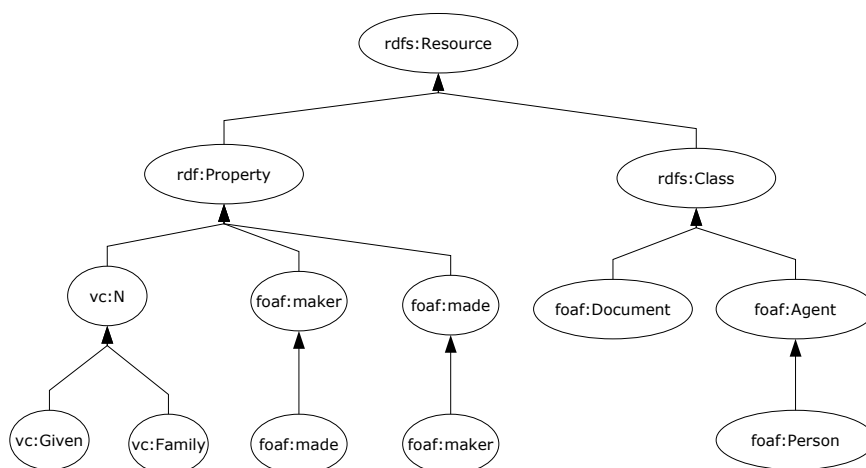 rdfs:Resource
rdf:Property
rdfs:Class
vc:N
foaf:maker
foaf:made
foaf:Document
foaf:Agent
vc:Given
vc:Family
foaf:made
foaf:maker
foaf:Person